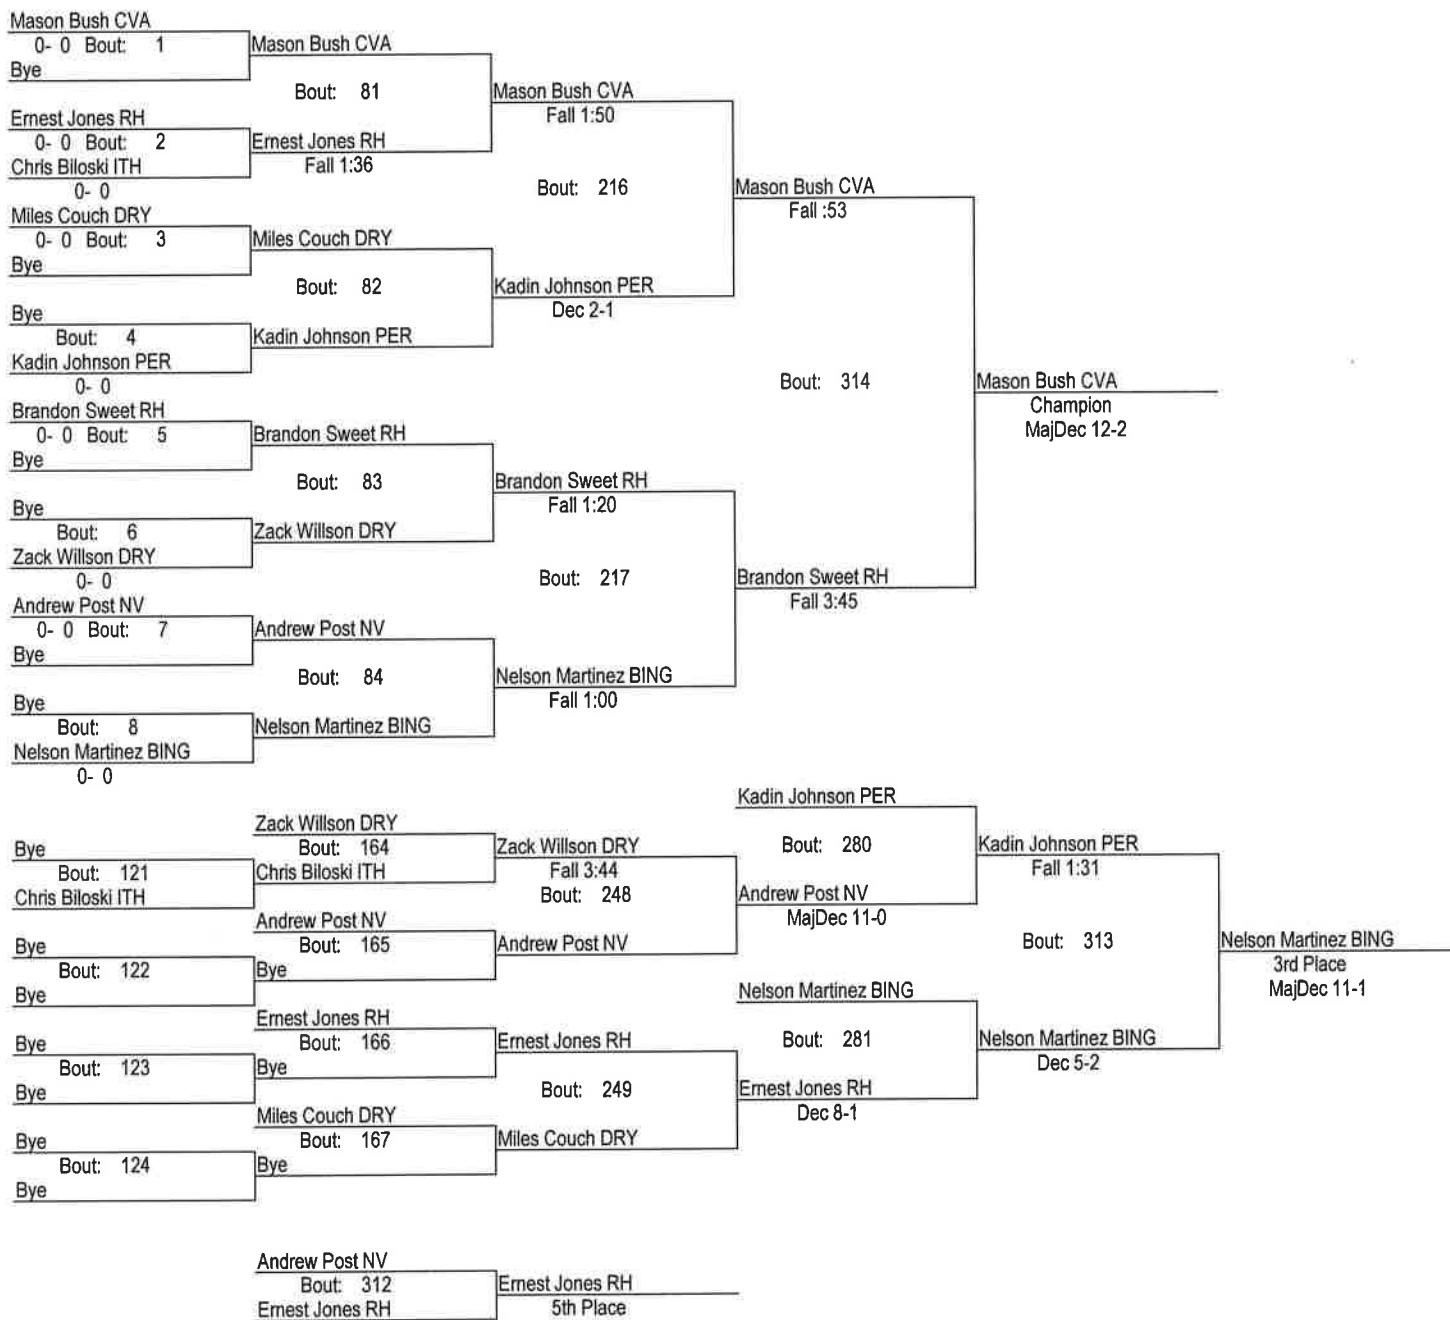 Mason Bush CVA
0- 0 Bout: 1
Bye
Mason Bush CVA
Bout: 81
Ernest Jones RH
0- 0 Bout: 2
Chris Biloski ITH
0- 0
Ernest Jones RH
Fall 1:36
Mason Bush CVA
Fall 1:50
Bout: 216
Miles Couch DRY
0- 0 Bout: 3
Bye
Miles Couch DRY
Bout: 82
Bye
Bout: 4
Kadin Johnson PER
0- 0
Kadin Johnson PER
Kadin Johnson PER
Dec 2-1
Mason Bush CVA
Fall :53
Bout: 314
Mason Bush CVA
Champion
MajDec 12-2
Brandon Sweet RH
0- 0 Bout: 5
Bye
Brandon Sweet RH
Bout: 83
Bye
Bout: 6
Zack Willson DRY
0- 0
Zack Willson DRY
Brandon Sweet RH
Fall 1:20
Bout: 217
Brandon Sweet RH
Fall 3:45
Andrew Post NV
0- 0 Bout: 7
Bye
Andrew Post NV
Bout: 84
Bye
Bout: 8
Nelson Martinez BING
0- 0
Nelson Martinez BING
Nelson Martinez BING
Fall 1:00
Bye
Bout: 121
Chris Biloski ITH
Zack Willson DRY
Bout: 164
Chris Biloski ITH
Zack Willson DRY
Fall 3:44
Bout: 248
Bye
Bout: 122
Bye
Andrew Post NV
Bout: 165
Bye
Andrew Post NV
Kadin Johnson PER
Bout: 280
Andrew Post NV
MajDec 11-0
Kadin Johnson PER
Fall 1:31
Bout: 313
Nelson Martinez BING
3rd Place
MajDec 11-1
Bye
Bout: 123
Bye
Ernest Jones RH
Bout: 166
Bye
Ernest Jones RH
Bout: 249
Bye
Bout: 124
Bye
Miles Couch DRY
Bout: 167
Bye
Miles Couch DRY
Nelson Martinez BING
Bout: 281
Ernest Jones RH
Dec 8-1
Nelson Martinez BING
Dec 5-2
Andrew Post NV
Bout: 312
Ernest Jones RH
Ernest Jones RH
5th Place